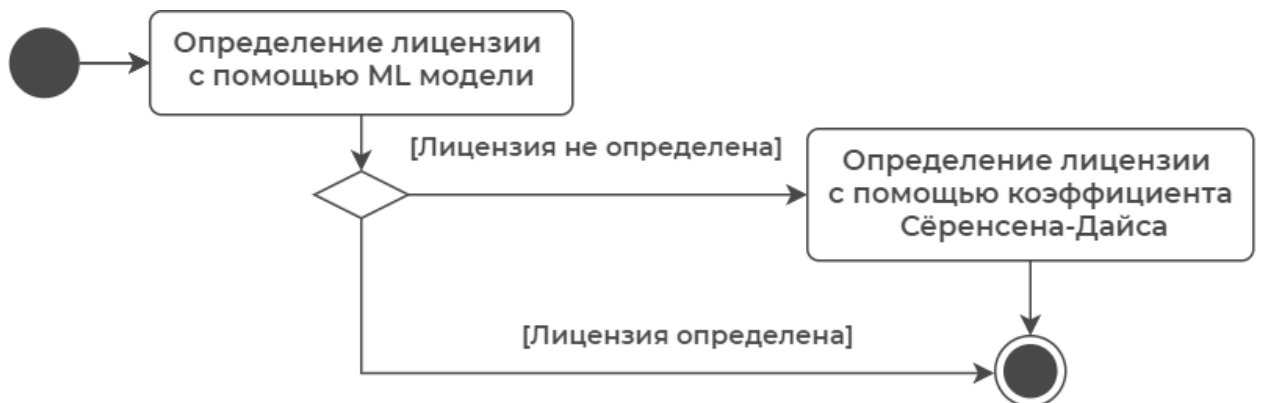 Определение лицензии
с помощью ML модели
[Лицензия не определена]
Определение лицензии
с помощью коэффициента
Сёренсена-Дайса
[Лицензия определена]